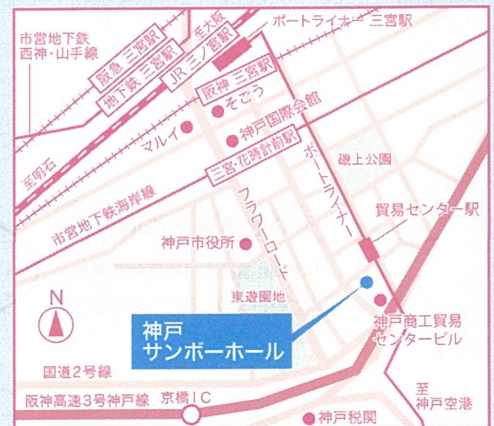 市営地下鉄
西神・山手線
阪急 三宮駅
地下鉄 三宮駅
JR 三ノ宮駅
至大阪
ポートライナー 三宮駅
阪神 三宮駅
そごう
マルイ
神戸国際会館
三宮・花時計前駅
磯上公園
至明石
市営地下鉄海岸線
フラワーロード
ポートライナー
貿易センター駅
神戸市役所
東遊園地
N
神戸商工貿易
センタービル
神戸
サンボーホール
国道2号線
阪神高速3号神戸線
京橋IC
至
神戸空港
神戸税関